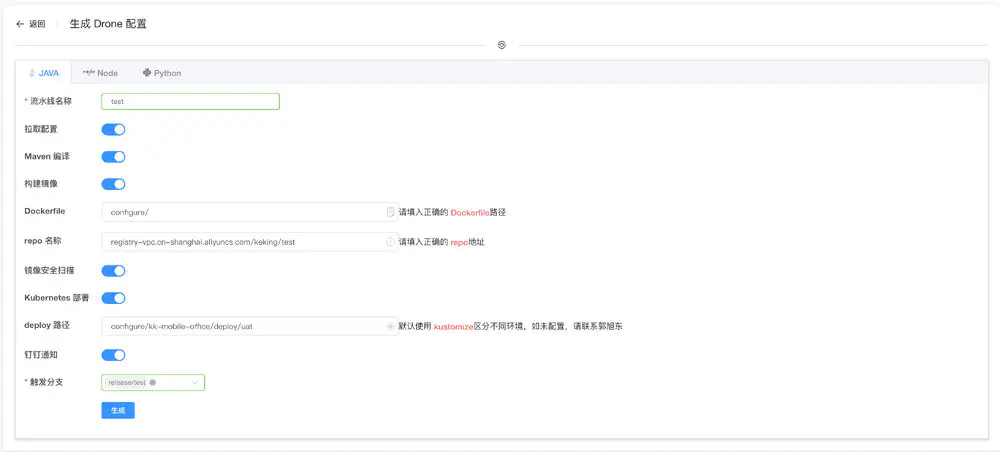 返回 生成 Drone 配置
JAVA Node Python
* 流水线名称 test
拉取配置
Maven 编译
构建镜像
Dockerfile configure/ 请填入正确的 Dockerfile路径
repo 名称 registry-vpc.cn-shanghai.aliyuncs.com/keking/test 请填入正确的 repo地址
镜像安全扫描
Kubernetes 部署
deploy 路径 configure/kk-mobile-office/deploy/uat 默认使用 kustomize区分不同环境，如未配置，请联系郭旭东
钉钉通知
* 触发分支 release/test
生成